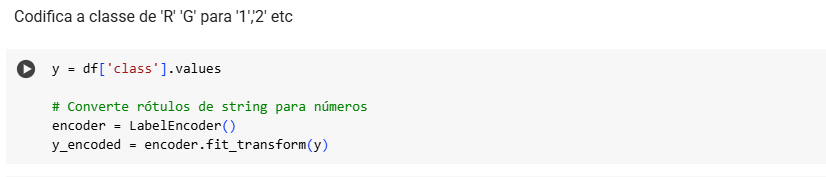 Codifica a classe de 'R' 'G' para '1','2' etc
y = df['class'].values
# Converte rótulos de string para números
encoder = LabelEncoder()
y_encoded = encoder.fit_transform(y)